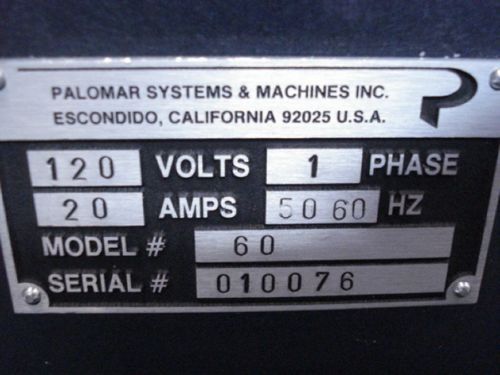 PALOMAR SYSTEMS & MACHINES INC.
ESCONDIDO, CALIFORNIA 92025 U.S.A.
120 VOLTS 1 PHASE
20 AMPS 50 60 HZ
MODEL # 60
SERIAL # 010076